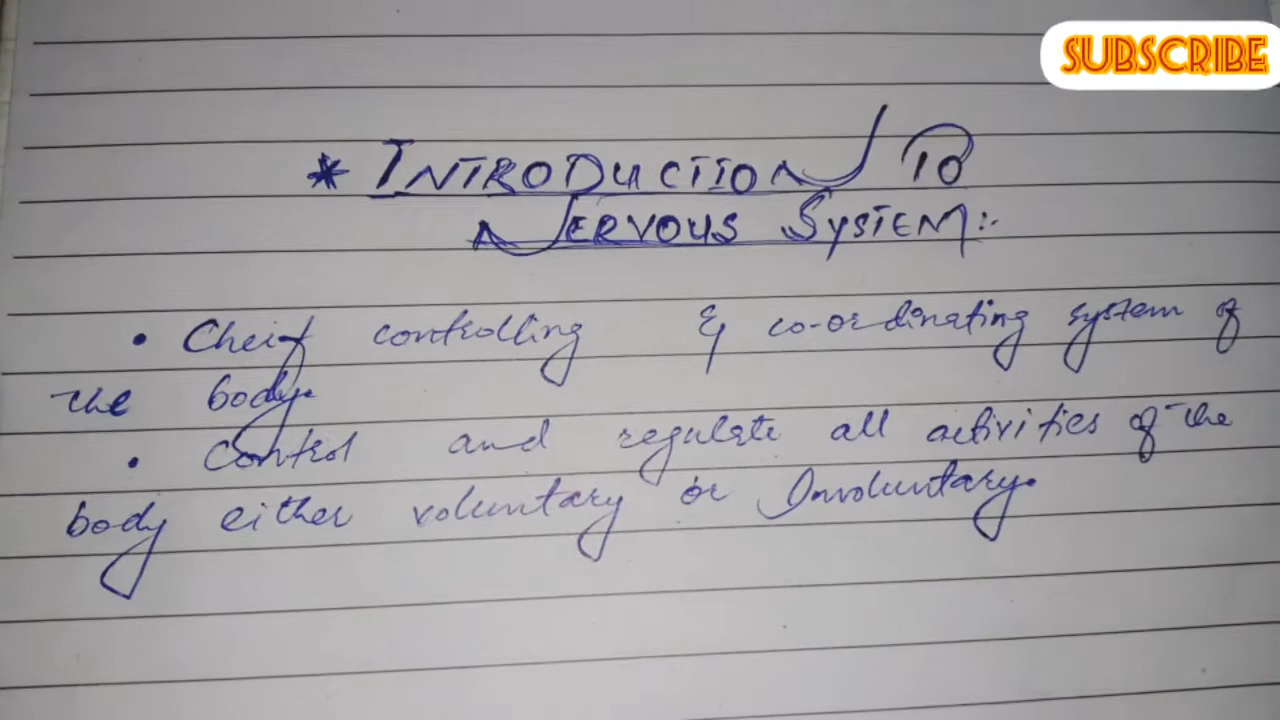 SUBSCRIBE
* INTRODUCTION TO
NERVOUS SYSTEM:-
• Cheif controlling & co-ordinating system of
the body.
• Control and regulate all activities of the
body either voluntary or Involuntary.